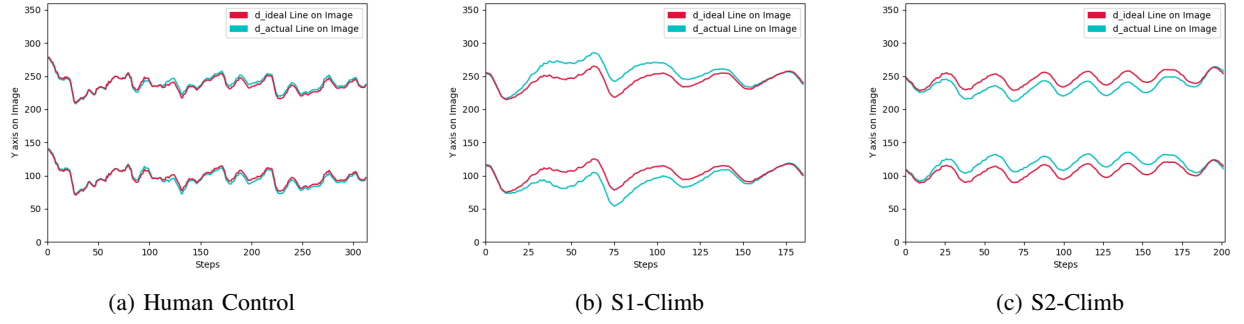 d_ideal Line on Image
d_actual Line on Image
350
300
250
200
150
100
50
0
Y axis on Image
0 50 100 150 200 250 300
Steps
(a) Human Control
d_ideal Line on Image
d_actual Line on Image
350
300
250
200
150
100
50
0
Y axis on Image
0 25 50 75 100 125 150 175
Steps
(b) S1-Climb
d_ideal Line on Image
d_actual Line on Image
350
300
250
200
150
100
50
0
Y axis on Image
0 25 50 75 100 125 150 175 200
Steps
(c) S2-Climb